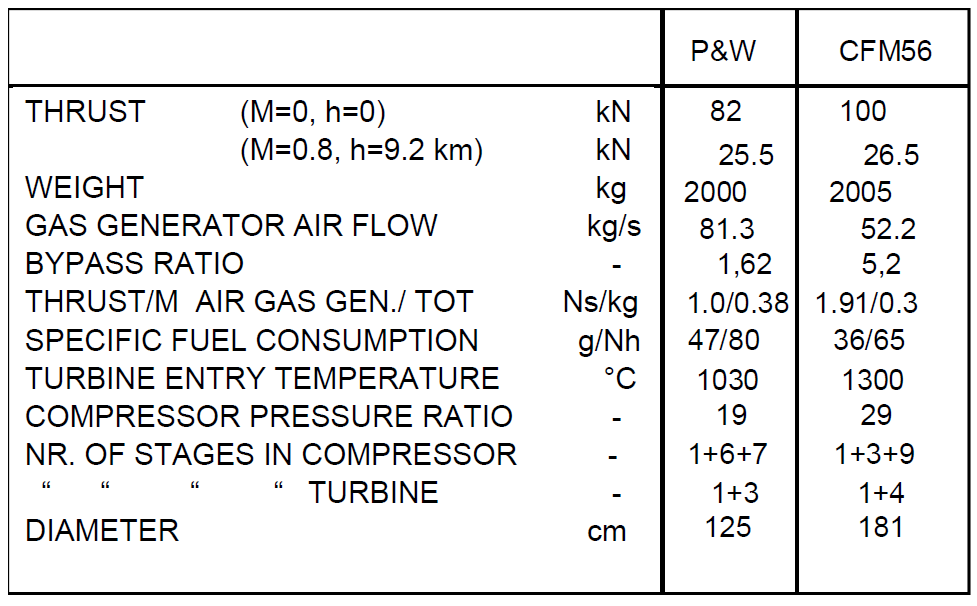 P&W CFM56
THRUST (M=0, h=0) kN 82 100
(M=0.8, h=9.2 km) kN 25.5 26.5
WEIGHT kg 2000 2005
GAS GENERATOR AIR FLOW kg/s 81.3 52.2
BYPASS RATIO - 1,62 5,2
THRUST/M AIR GAS GEN./ TOT Ns/kg 1.0/0.38 1.91/0.3
SPECIFIC FUEL CONSUMPTION g/Nh 47/80 36/65
TURBINE ENTRY TEMPERATURE °C 1030 1300
COMPRESSOR PRESSURE RATIO - 19 29
NR. OF STAGES IN COMPRESSOR - 1+6+7 1+3+9
“ “ “ “ TURBINE - 1+3 1+4
DIAMETER cm 125 181